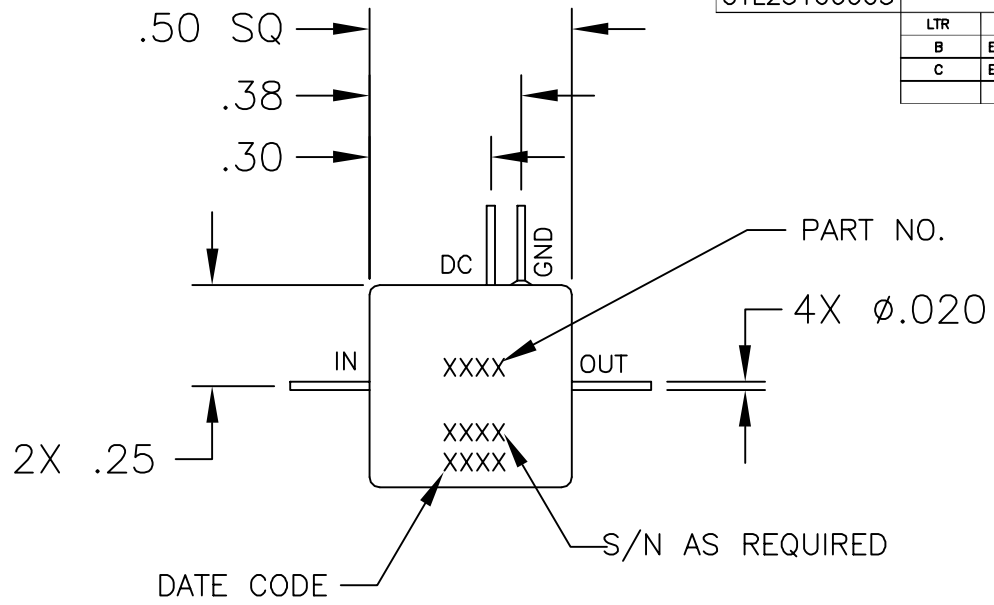 .50 SQ
LTR
B
C
.38
.30
PART NO.
DC
GND
4X ⌀.020
IN
XXXX
OUT
XXXX
2X .25
XXXX
S/N AS REQUIRED
DATE CODE